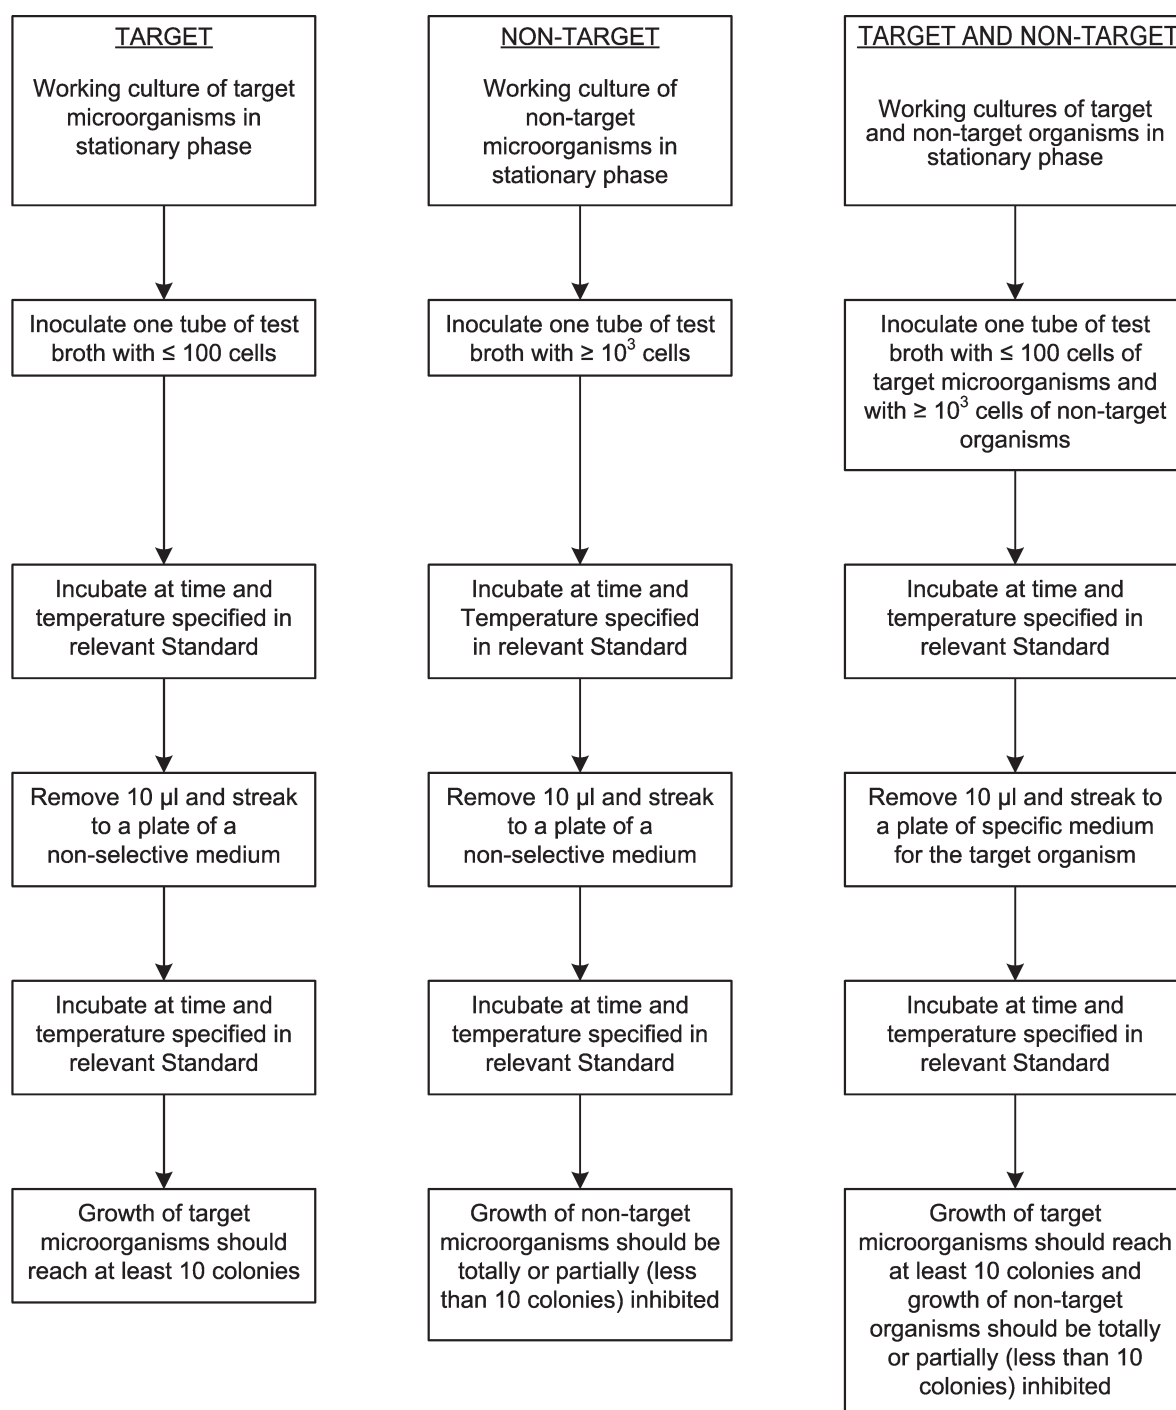 TARGET
Working culture of target
microorganisms in
stationary phase
Inoculate one tube of test
broth with ≤ 100 cells
Incubate at time and
temperature specified in
relevant Standard
Remove 10 µl and streak
to a plate of a
non-selective medium
Incubate at time and
temperature specified in
relevant Standard
Growth of target
microorganisms should
reach at least 10 colonies
NON-TARGET
Working culture of
non-target
microorganisms in
stationary phase
Inoculate one tube of test
broth with ≥ 10³ cells
Incubate at time and
Temperature specified
in relevant Standard
Remove 10 µl and streak
to a plate of a
non-selective medium
Incubate at time and
temperature specified in
relevant Standard
Growth of non-target
microorganisms should be
totally or partially (less
than 10 colonies) inhibited
TARGET AND NON-TARGET
Working cultures of target
and non-target organisms in
stationary phase
Inoculate one tube of test
broth with ≤ 100 cells of
target microorganisms and
with ≥ 10³ cells of non-target
organisms
Incubate at time and
temperature specified in
relevant Standard
Remove 10 µl and streak to
a plate of specific medium
for the target organism
Incubate at time and
temperature specified in
relevant Standard
Growth of target
microorganisms should reach
at least 10 colonies and
growth of non-target
organisms should be totally
or partially (less than 10
colonies) inhibited